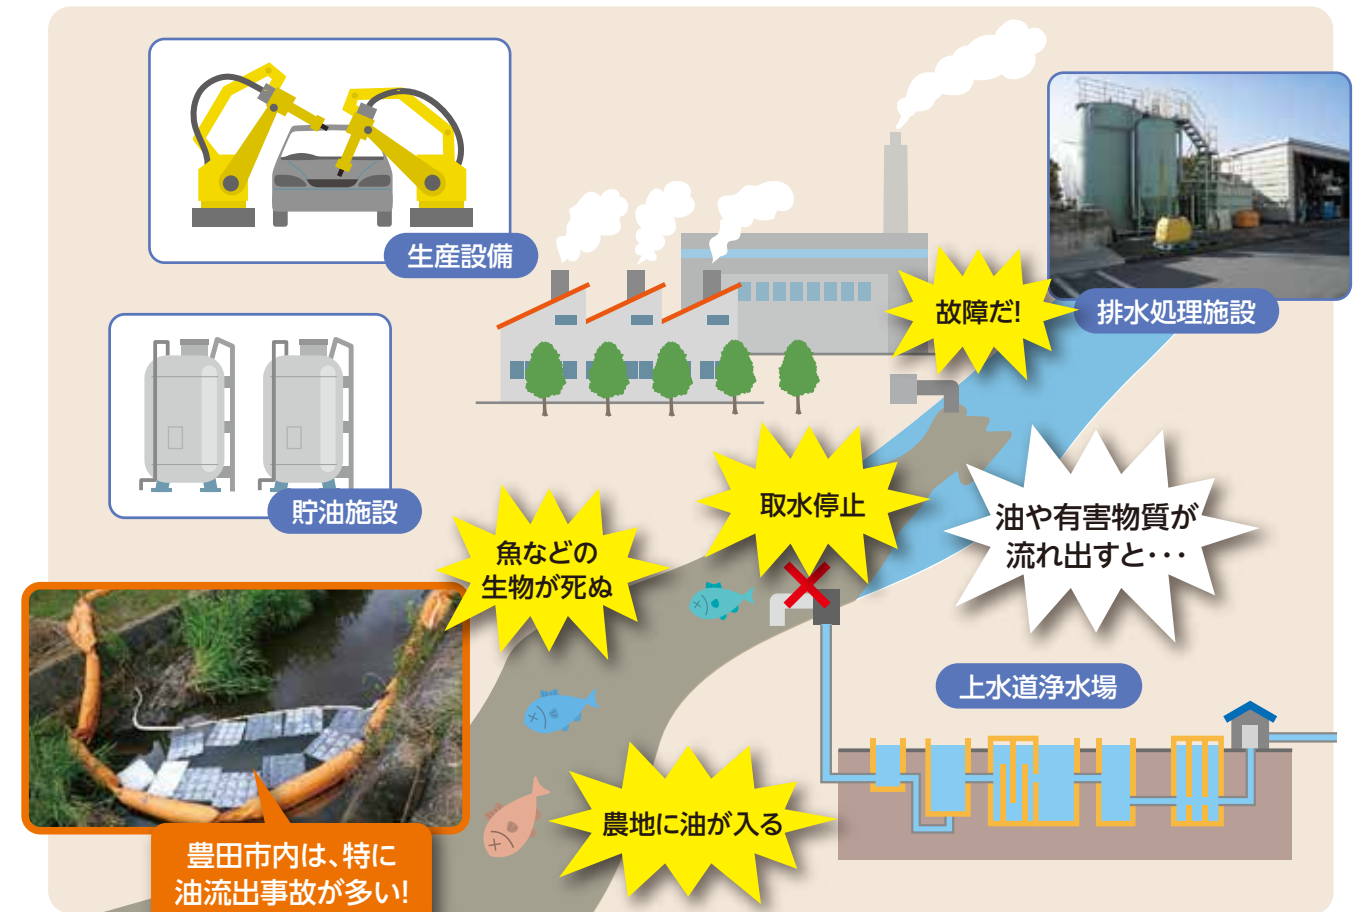 生産設備
排水処理施設
故障だ!
貯油施設
取水停止
油や有害物質が
流れ出すと・・・
魚などの
生物が死ぬ
上水道浄水場
農地に油が入る
豊田市内は、特に
油流出事故が多い!